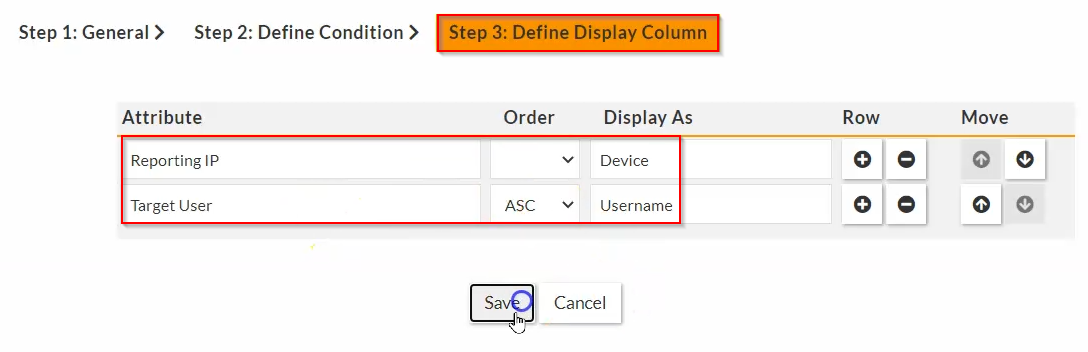 Step 1: General > Step 2: Define Condition > Step 3: Define Display Column
Attribute Order Display As Row Move
Reporting IP Device
Target User ASC Username
Save Cancel